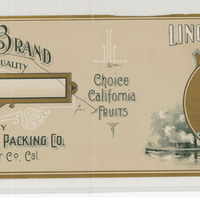 BRAND
QUALITY
Y
PACKING CO.
CO. CAL.
Choice
California
FRUITS
LINC